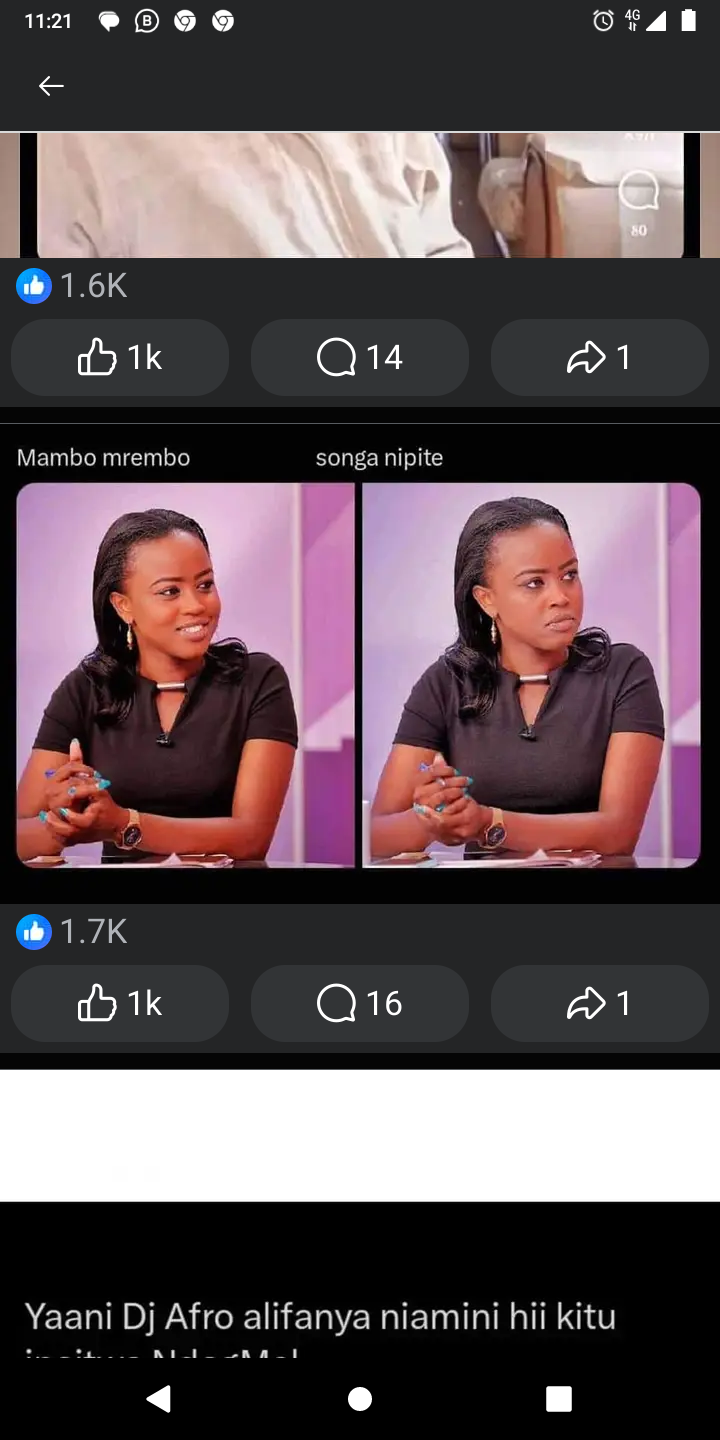 11:21
4G
80
1.6K
1k 14 1
Mambo mrembo songa nipite
1.7K
1k 16 1
Yaani Dj Afro alifanya niamini hii kitu